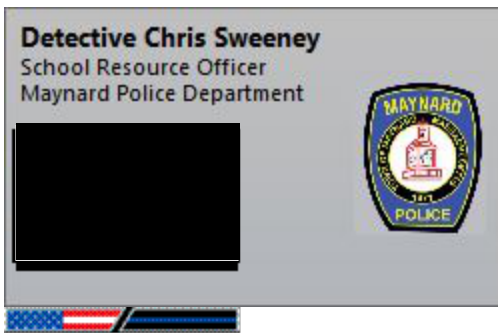 Detective Chris Sweeney
School Resource Officer
Maynard Police Department
MAYNARD
POLICE